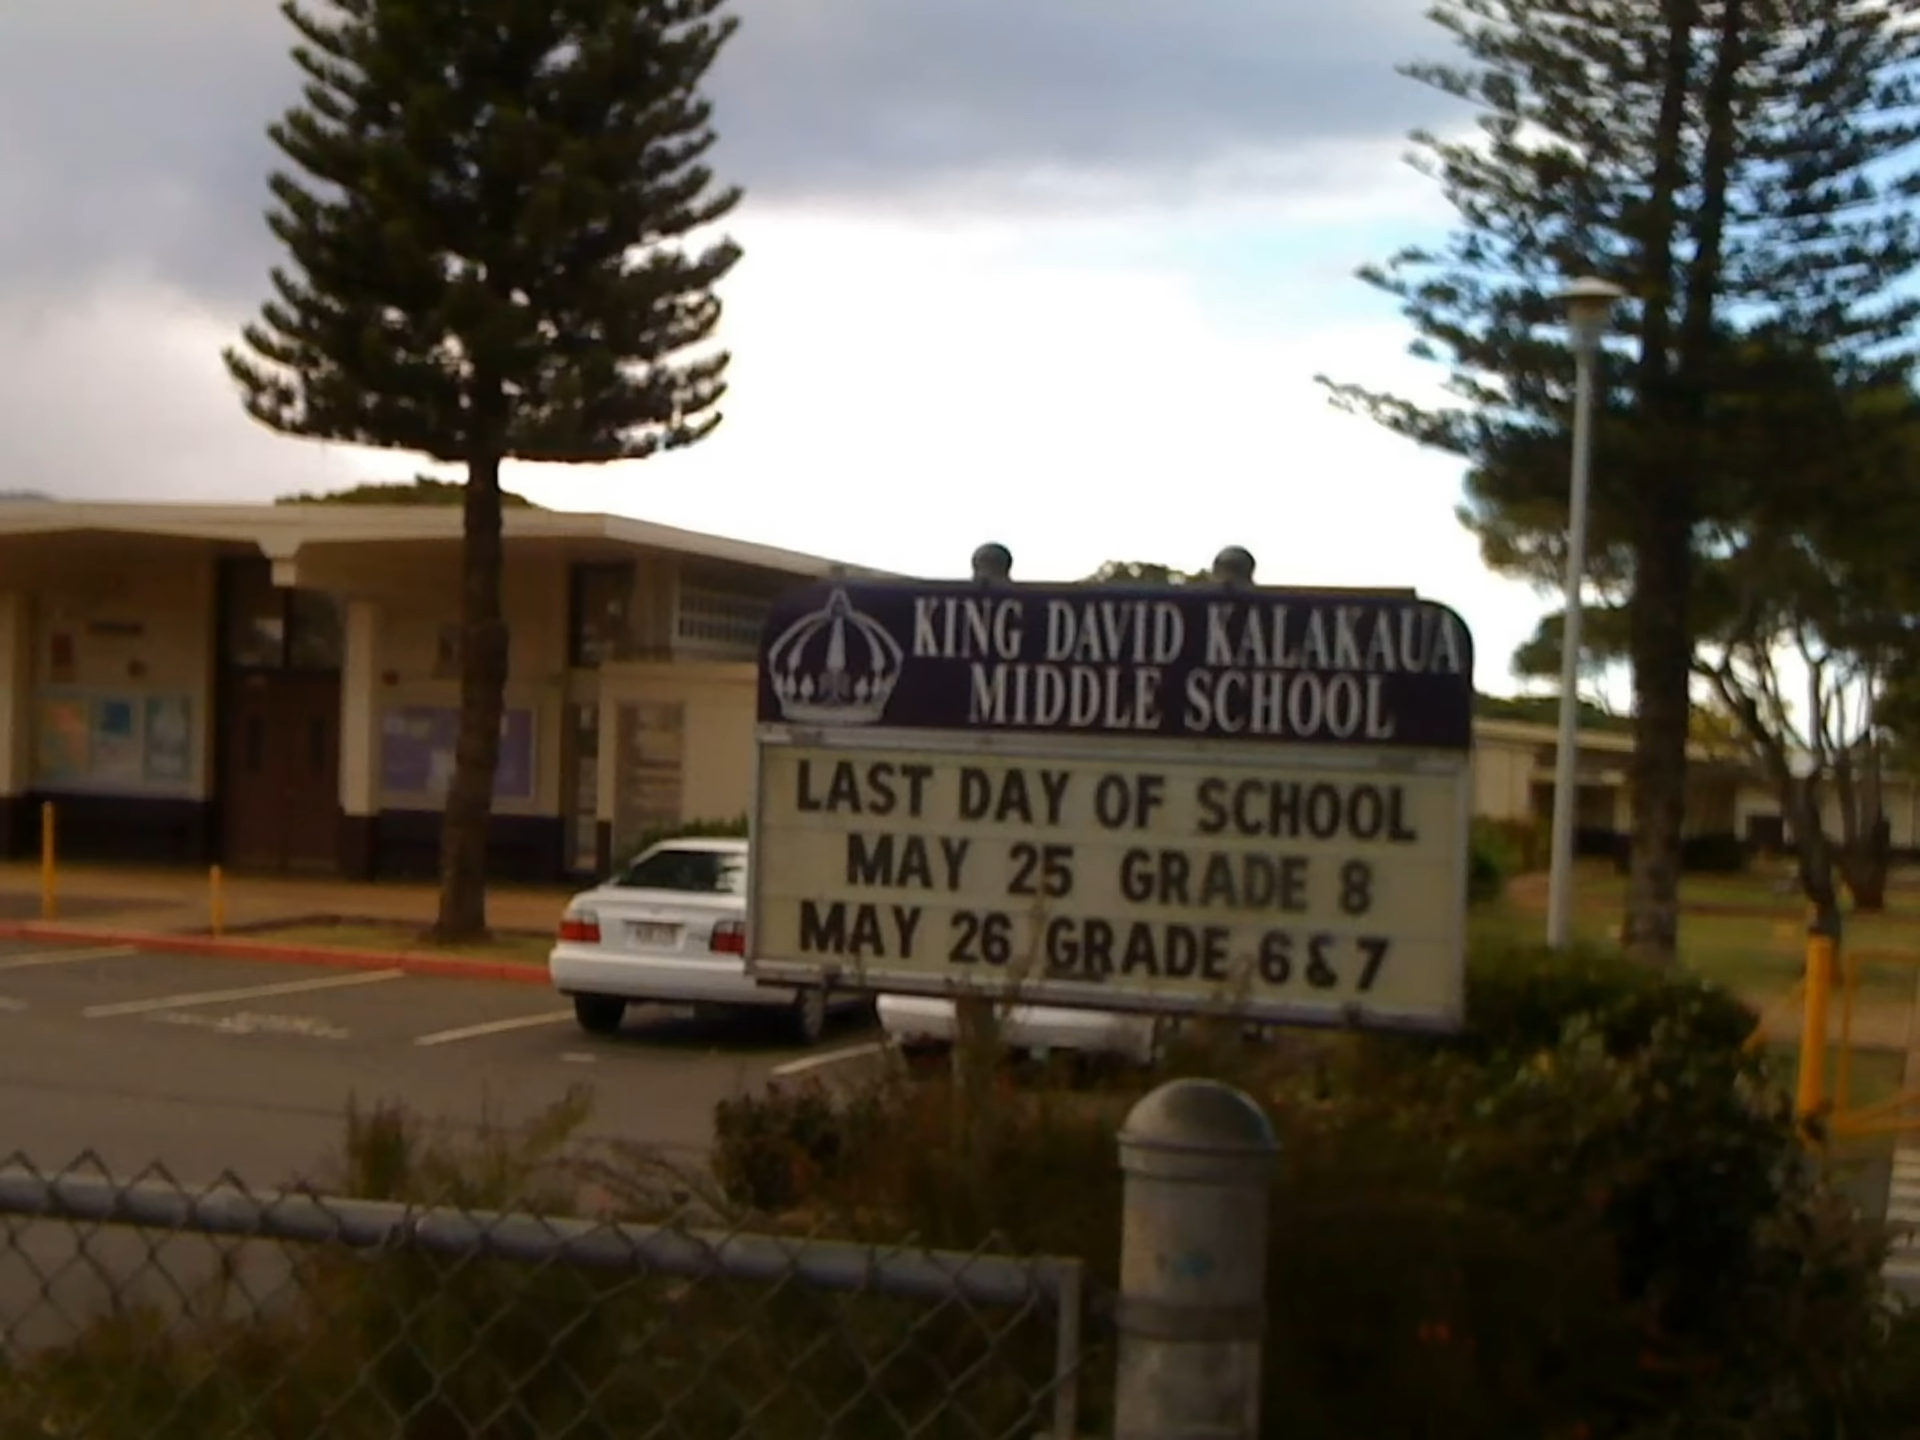 KING DAVID KALAKAUA
MIDDLE SCHOOL
LAST DAY OF SCHOOL
MAY 25 GRADE 8
MAY 26 GRADE 6 & 7